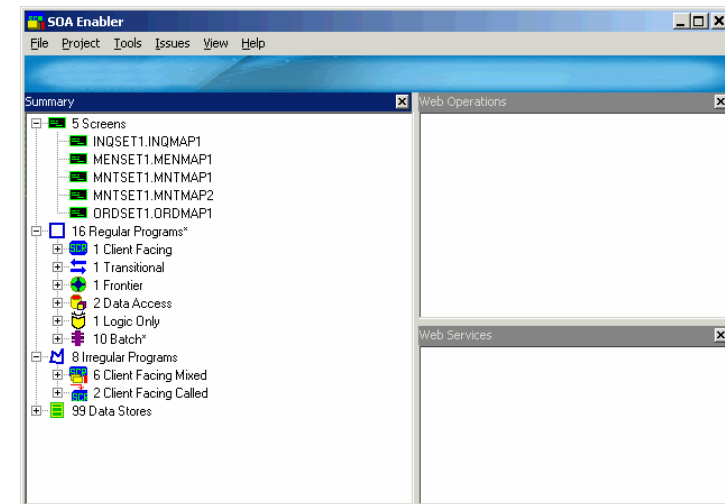 SOA Enabler
File Project Tools Issues View Help
Summary
5 Screens
INQSET1.INQMAP1
MENSET1.MENMAP1
MNTSET1.MNTMAP1
MNTSET1.MNTMAP2
ORDSET1.ORDMAP1
16 Regular Programs*
SCR 1 Client Facing
1 Transitional
1 Frontier
2 Data Access
1 Logic Only
10 Batch*
8 Irregular Programs
6 Client Facing Mixed
2 Client Facing Called
99 Data Stores
Web Operations
Web Services